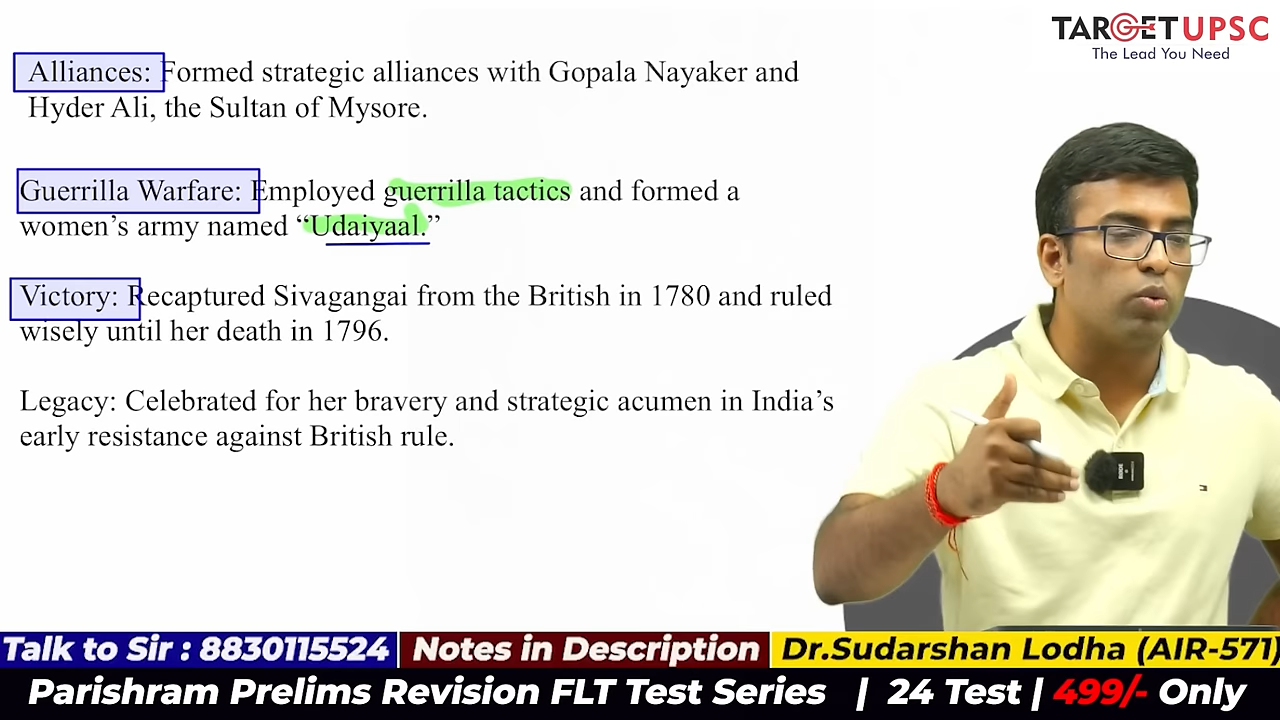 TARGET UPSC
The Lead You Need
Alliances: Formed strategic alliances with Gopala Nayaker and
Hyder Ali, the Sultan of Mysore.
Guerrilla Warfare: Employed guerrilla tactics and formed a
women’s army named “Udaiyaal.”
Victory: Recaptured Sivagangai from the British in 1780 and ruled
wisely until her death in 1796.
Legacy: Celebrated for her bravery and strategic acumen in India’s
early resistance against British rule.
Talk to Sir : 8830115524
Notes in Description
Dr.Sudarshan Lodha (AIR-571)
Parishram Prelims Revision FLT Test Series | 24 Test | 499/- Only